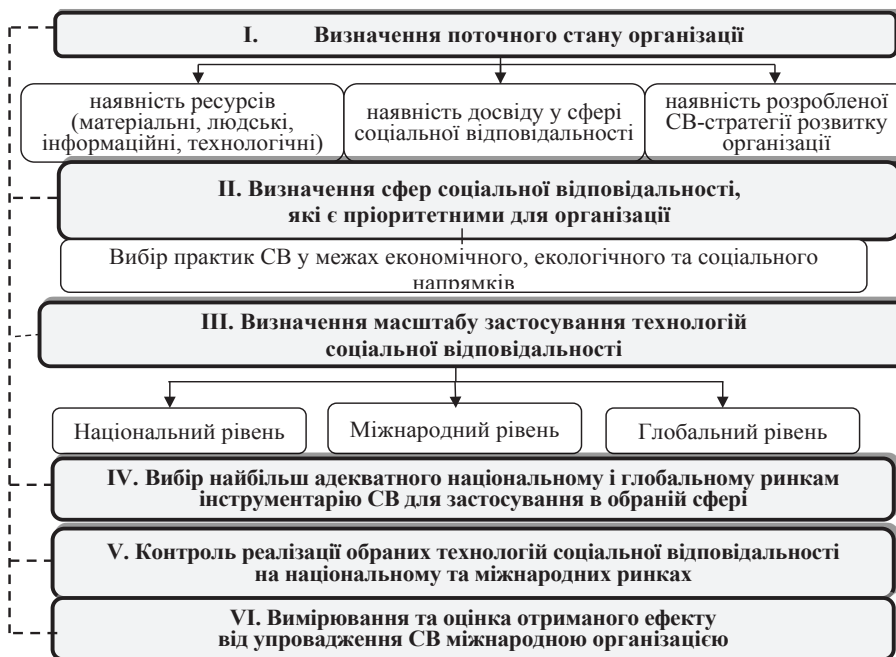 I. Визначення поточного стану організації
наявність ресурсів
(матеріальні, людські,
інформаційні, технологічні)
наявність досвіду у сфері
соціальної відповідальності
наявність розробленої
СВ-стратегії розвитку
організації
II. Визначення сфер соціальної відповідальності,
які є пріоритетними для організації
Вибір практик СВ у межах економічного, екологічного та соціального
напрямків
III. Визначення масштабу застосування технологій
соціальної відповідальності
Національний рівень
Міжнародний рівень
Глобальний рівень
IV. Вибір найбільш адекватного національному і глобальному ринкам
інструментарію СВ для застосування в обраній сфері
V. Контроль реалізації обраних технологій соціальної відповідальності
на національному та міжнародних ринках
VI. Вимірювання та оцінка отриманого ефекту
від упровадження СВ міжнародною організацією